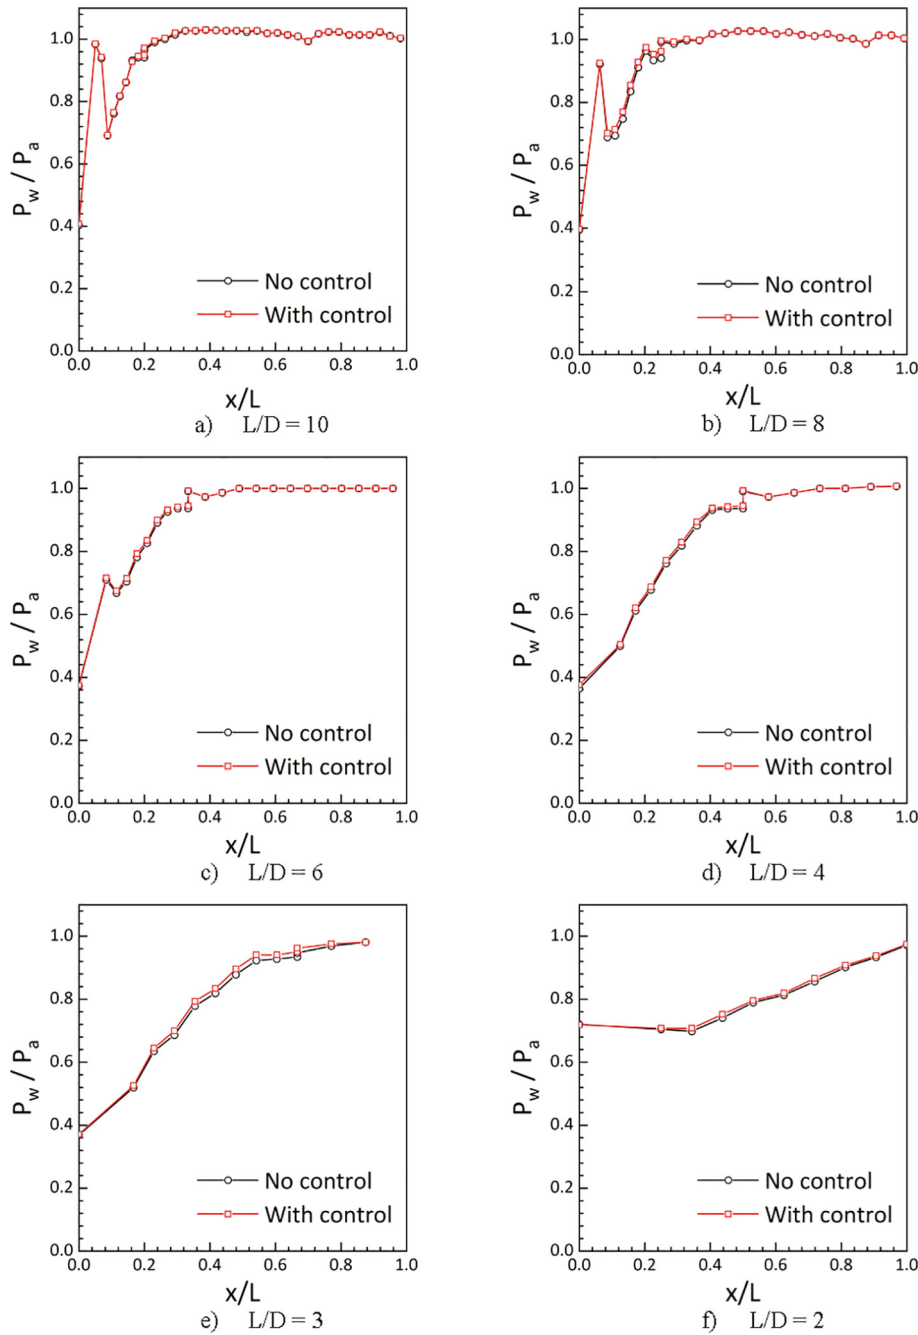 1.0
0.8
0.6
0.4
0.2
0.0
P_w / P_a
No control
With control
0.0 0.2 0.4 0.6 0.8 1.0
x/L
a) L/D = 10
1.0
0.8
0.6
0.4
0.2
0.0
P_w / P_a
No control
With control
0.0 0.2 0.4 0.6 0.8 1.0
x/L
b) L/D = 8
1.0
0.8
0.6
0.4
0.2
0.0
P_w / P_a
No control
With control
0.0 0.2 0.4 0.6 0.8 1.0
x/L
c) L/D = 6
1.0
0.8
0.6
0.4
0.2
0.0
P_w / P_a
No control
With control
0.0 0.2 0.4 0.6 0.8 1.0
x/L
d) L/D = 4
1.0
0.8
0.6
0.4
0.2
0.0
P_w / P_a
No control
With control
0.0 0.2 0.4 0.6 0.8 1.0
x/L
e) L/D = 3
1.0
0.8
0.6
0.4
0.2
0.0
P_w / P_a
No control
With control
0.0 0.2 0.4 0.6 0.8 1.0
x/L
f) L/D = 2